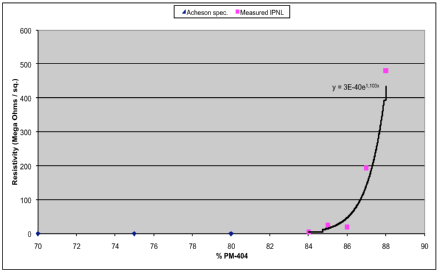 Acheson spec. Measured IPNL
600
500
400
300
200
100
0
Resistivity (Mega Ohms / sq.)
y = 3E-40e^1.103x
70 72 74 76 78 80 82 84 86 88 90
% PM-404